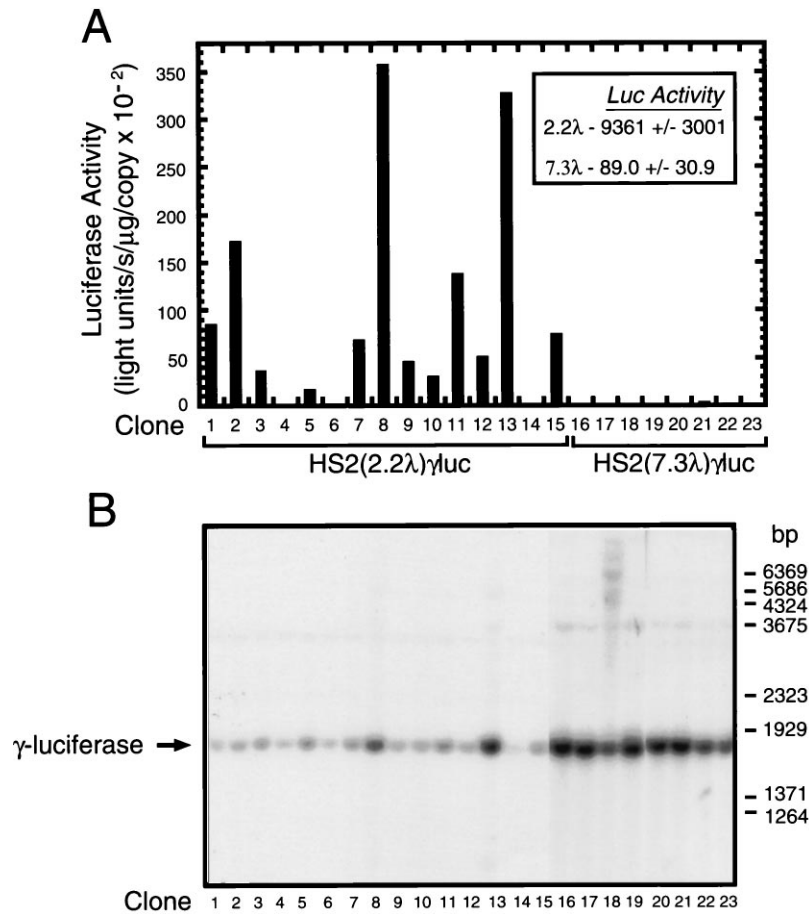 A
Luciferase Activity
(light units/s/μg/copy x 10⁻²)
350
300
250
200
150
100
50
0
Luc Activity
2.2λ - 9361 +/- 3001
7.3λ - 89.0 +/- 30.9
Clone 1 2 3 4 5 6 7 8 9 10 11 12 13 14 15 16 17 18 19 20 21 22 23
HS2(2.2λ)γluc HS2(7.3λ)γluc
B
bp
6369
5686
4324
3675
2323
1929
γ-luciferase
1371
1264
Clone 1 2 3 4 5 6 7 8 9 10 11 12 13 14 15 16 17 18 19 20 21 22 23